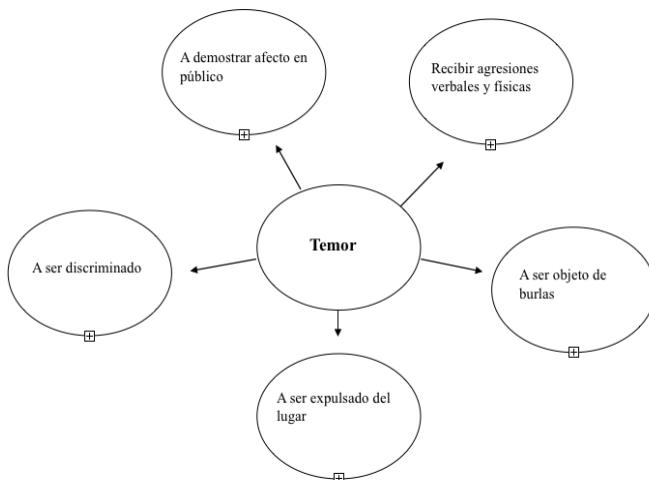 A demostrar afecto en
público
Recibir agresiones
verbales y físicas
Temor
A ser discriminado
A ser objeto de
burlas
A ser expulsado del
lugar